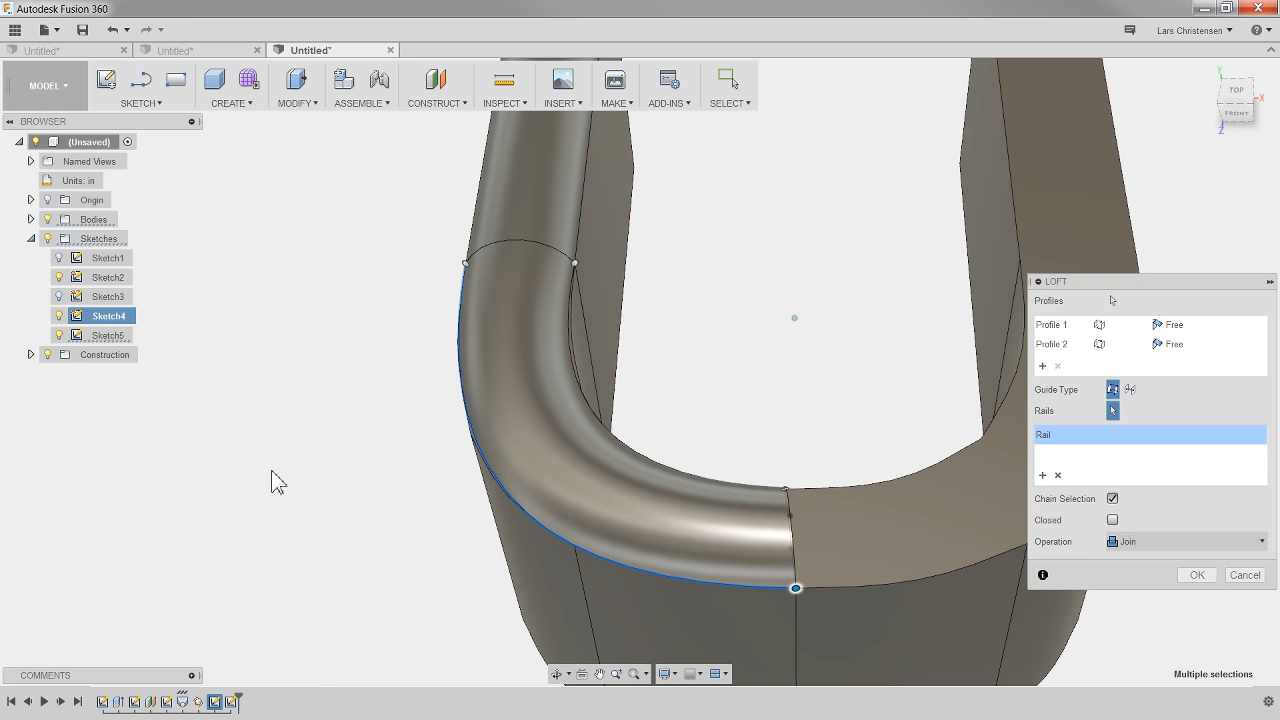 Autodesk Fusion 360
Lars Christensen
Untitled*
Untitled*
Untitled*
MODEL
SKETCH
CREATE
MODIFY
ASSEMBLE
CONSTRUCT
INSPECT
INSERT
MAKE
ADD-INS
SELECT
Y
TOP
X
FRONT
Z
BROWSER
(Unsaved)
Named Views
Units: in
Origin
Bodies
Sketches
Sketch1
Sketch2
Sketch3
Sketch4
Sketch5
Construction
LOFT
Profiles
Profile 1 Free
Profile 2 Free
Guide Type
Rails
Rail
Chain Selection
Closed
Operation Join
OK Cancel
COMMENTS
Multiple selections